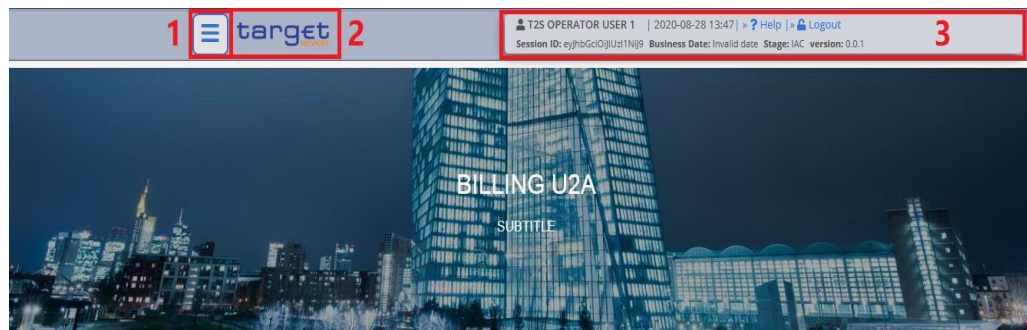 1
target
services
2
T2S OPERATOR USER 1 | 2020-08-28 13:47| » ? Help |» Logout
Session ID: eyJhbGciOiJIUzI1NiJ9 Business Date: Invalid date Stage: IAC version: 0.0.1
3
BILLING U2A
SUBTITLE